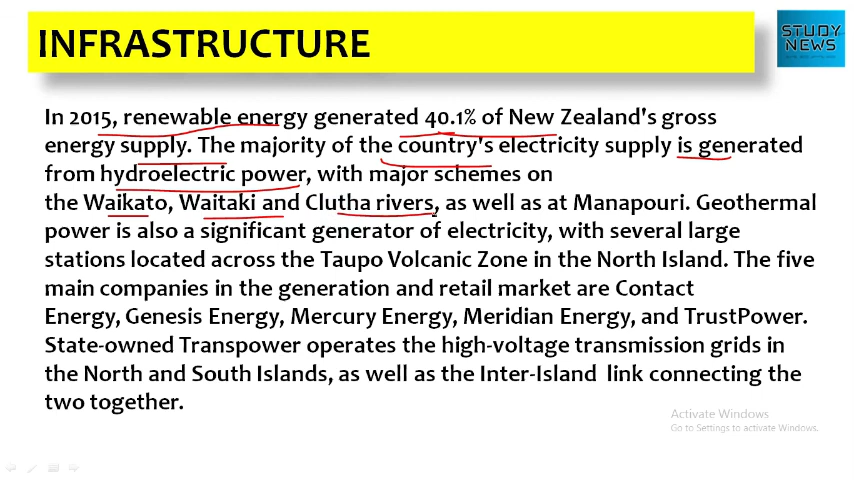 INFRASTRUCTURE
STUDY
NEWS
In 2015, renewable energy generated 40.1% of New Zealand's gross
energy supply. The majority of the country's electricity supply is generated
from hydroelectric power, with major schemes on
the Waikato, Waitaki and Clutha rivers, as well as at Manapouri. Geothermal
power is also a significant generator of electricity, with several large
stations located across the Taupo Volcanic Zone in the North Island. The five
main companies in the generation and retail market are Contact
Energy, Genesis Energy, Mercury Energy, Meridian Energy, and TrustPower.
State-owned Transpower operates the high-voltage transmission grids in
the North and South Islands, as well as the Inter-Island link connecting the
two together.
Activate Windows
Go to Settings to activate Windows.